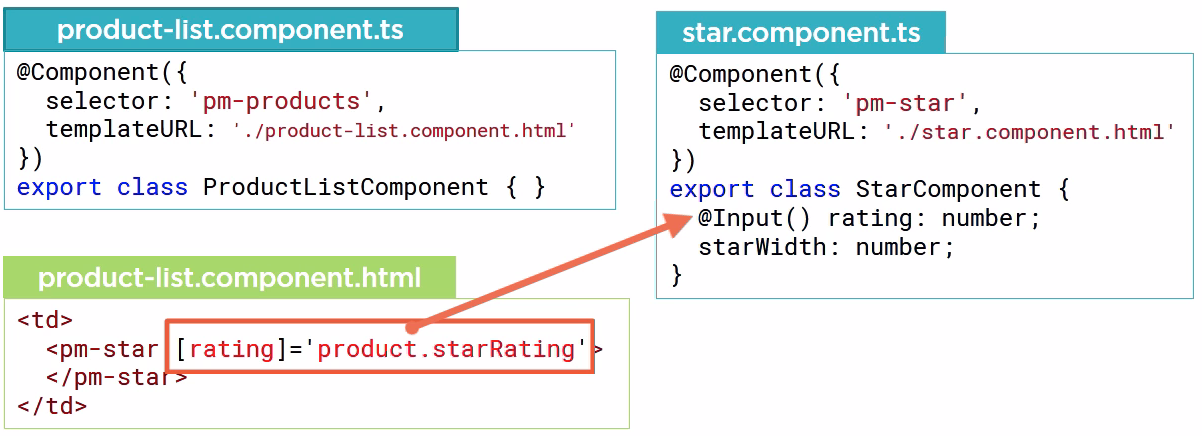 product-list.component.ts
@Component({
  selector: 'pm-products',
  templateURL: './product-list.component.html'
})
export class ProductListComponent { }
product-list.component.html
<td>
  <pm-star [rating]='product.starRating'>
  </pm-star>
</td>
star.component.ts
@Component({
  selector: 'pm-star',
  templateURL: './star.component.html'
})
export class StarComponent {
  @Input() rating: number;
  starWidth: number;
}